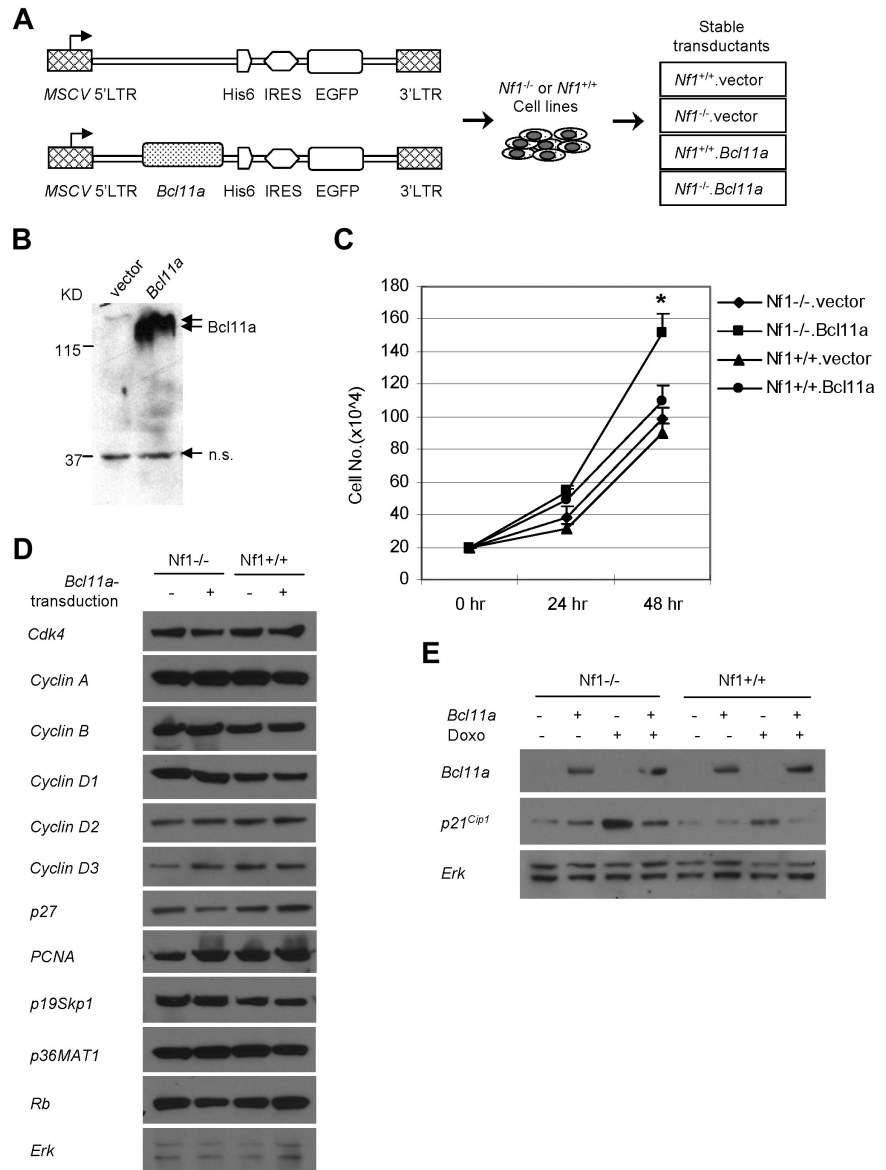 A
His6 IRES EGFP
MSCV 5'LTR 3'LTR
Bcl11a His6 IRES EGFP
MSCV 5'LTR 3'LTR
Nf1-/- or Nf1+/+
Cell lines
Stable
transductants
Nf1+/+.vector
Nf1-/-.vector
Nf1+/+.Bcl11a
Nf1-/-.Bcl11a
B
vector
Bcl11a
KD
Bcl11a
115
37
n.s.
C
Cell No.(x10^4)
180
160
140
120
100
80
60
40
20
0
*
0 hr 24 hr 48 hr
Nf1-/-.vector
Nf1-/-.Bcl11a
Nf1+/+.vector
Nf1+/+.Bcl11a
D
Nf1-/- Nf1+/+
Bcl11a-
transduction - + - +
Cdk4
Cyclin A
Cyclin B
Cyclin D1
Cyclin D2
Cyclin D3
p27
PCNA
p19Skp1
p36MAT1
Rb
Erk
E
Nf1-/- Nf1+/+
Bcl11a - + - + - + - +
Doxo - - + + - - + +
Bcl11a
p21Cip1
Erk